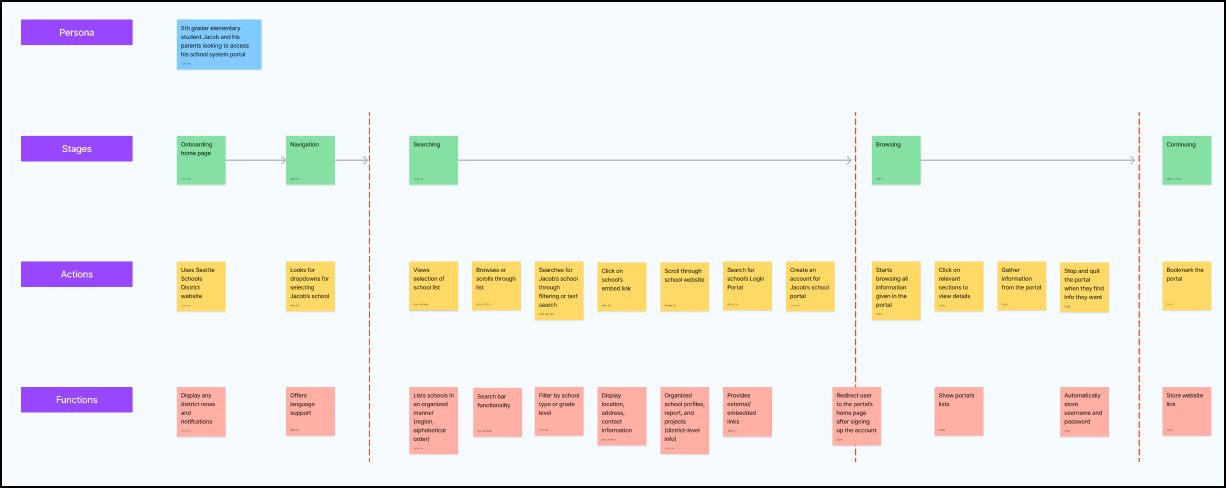 Persona
5th grader elementary
student Jacob and his
parents looking to access
his school system portal
Stages
Onboarding
home page
Navigation
Searching
Browsing
Continuing
Actions
Uses Seattle
Schools
District
website
Looks for
dropdowns for
selecting
Jacob's school
Views
selection of
school list
Browses or
scrolls through
list
Searches for
Jacob's school
through
filtering or text
search
Click on
school's
embed link
Scroll through
school website
Search for
school's Login
Portal
Create an
account for
Jacob's school
portal
Starts
browsing all
information
given in the
portal
Click on
relevant
sections to
view details
Gather
information
from the portal
Stop and quit
the portal
when they find
info they want
Bookmark the
portal
Functions
Display any
district news
and
notifications
Offers
language
support
Lists schools in
an organized
manner
(region,
alphabetical
order)
Search bar
functionality
Filter by school
type or grade
level
Display
location,
address,
contact
information
Organized
school profiles,
report, and
projects
(district-level
info)
Provides
external/
embedded
links
Redirect user
to the portal's
home page
after signing
up the account
Show portal's
lists
Automatically
store
username and
password
Store website
link